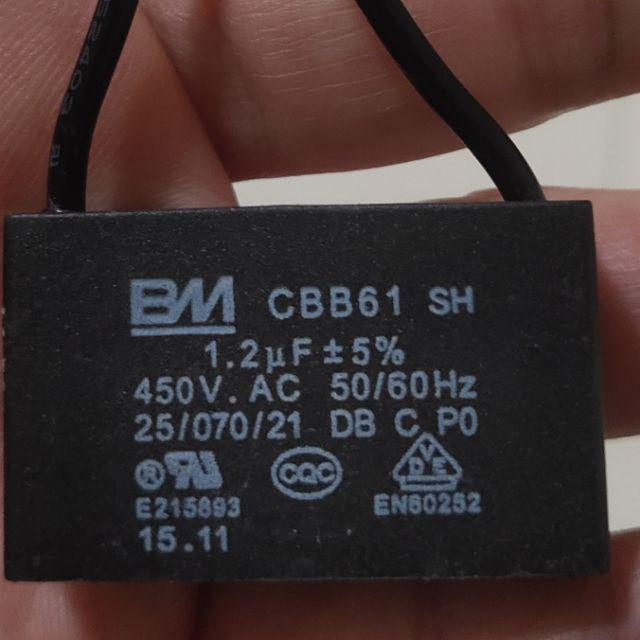 BM CBB61 SH
1.2µF±5%
450V.AC 50/60Hz
25/070/21 DB C P0
® CQC VDE
E215893 EN60252
15.11